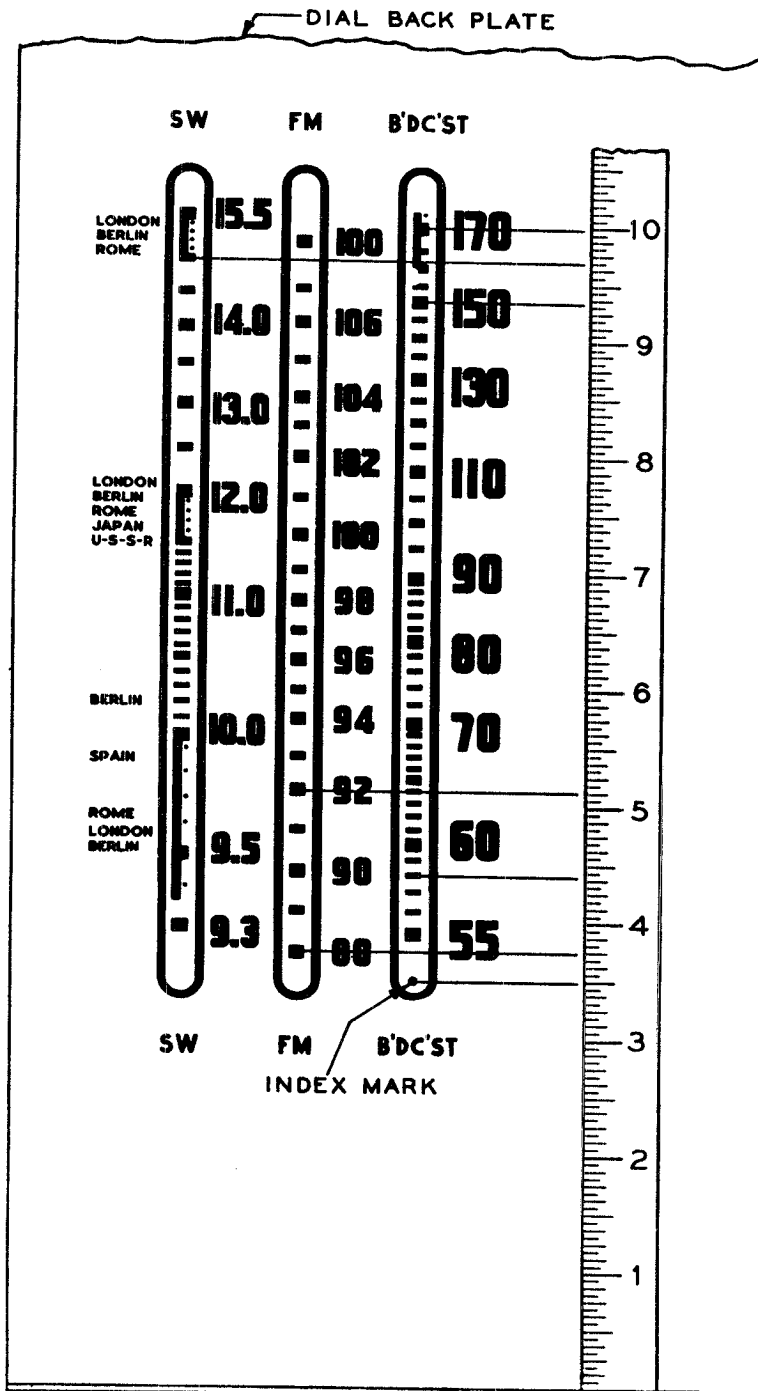 DIAL BACK PLATE
SW FM B'DC'ST
LONDON
BERLIN
ROME
15.5
14.0
13.0
LONDON
BERLIN
ROME
JAPAN
U-S-S-R
12.0
11.0
BERLIN
10.0
SPAIN
ROME
LONDON
BERLIN
9.5
9.3
100
106
104
102
100
98
96
94
92
90
88
170
150
130
110
90
80
70
60
55
10
9
8
7
6
5
4
3
2
1
SW FM B'DC'ST
INDEX MARK